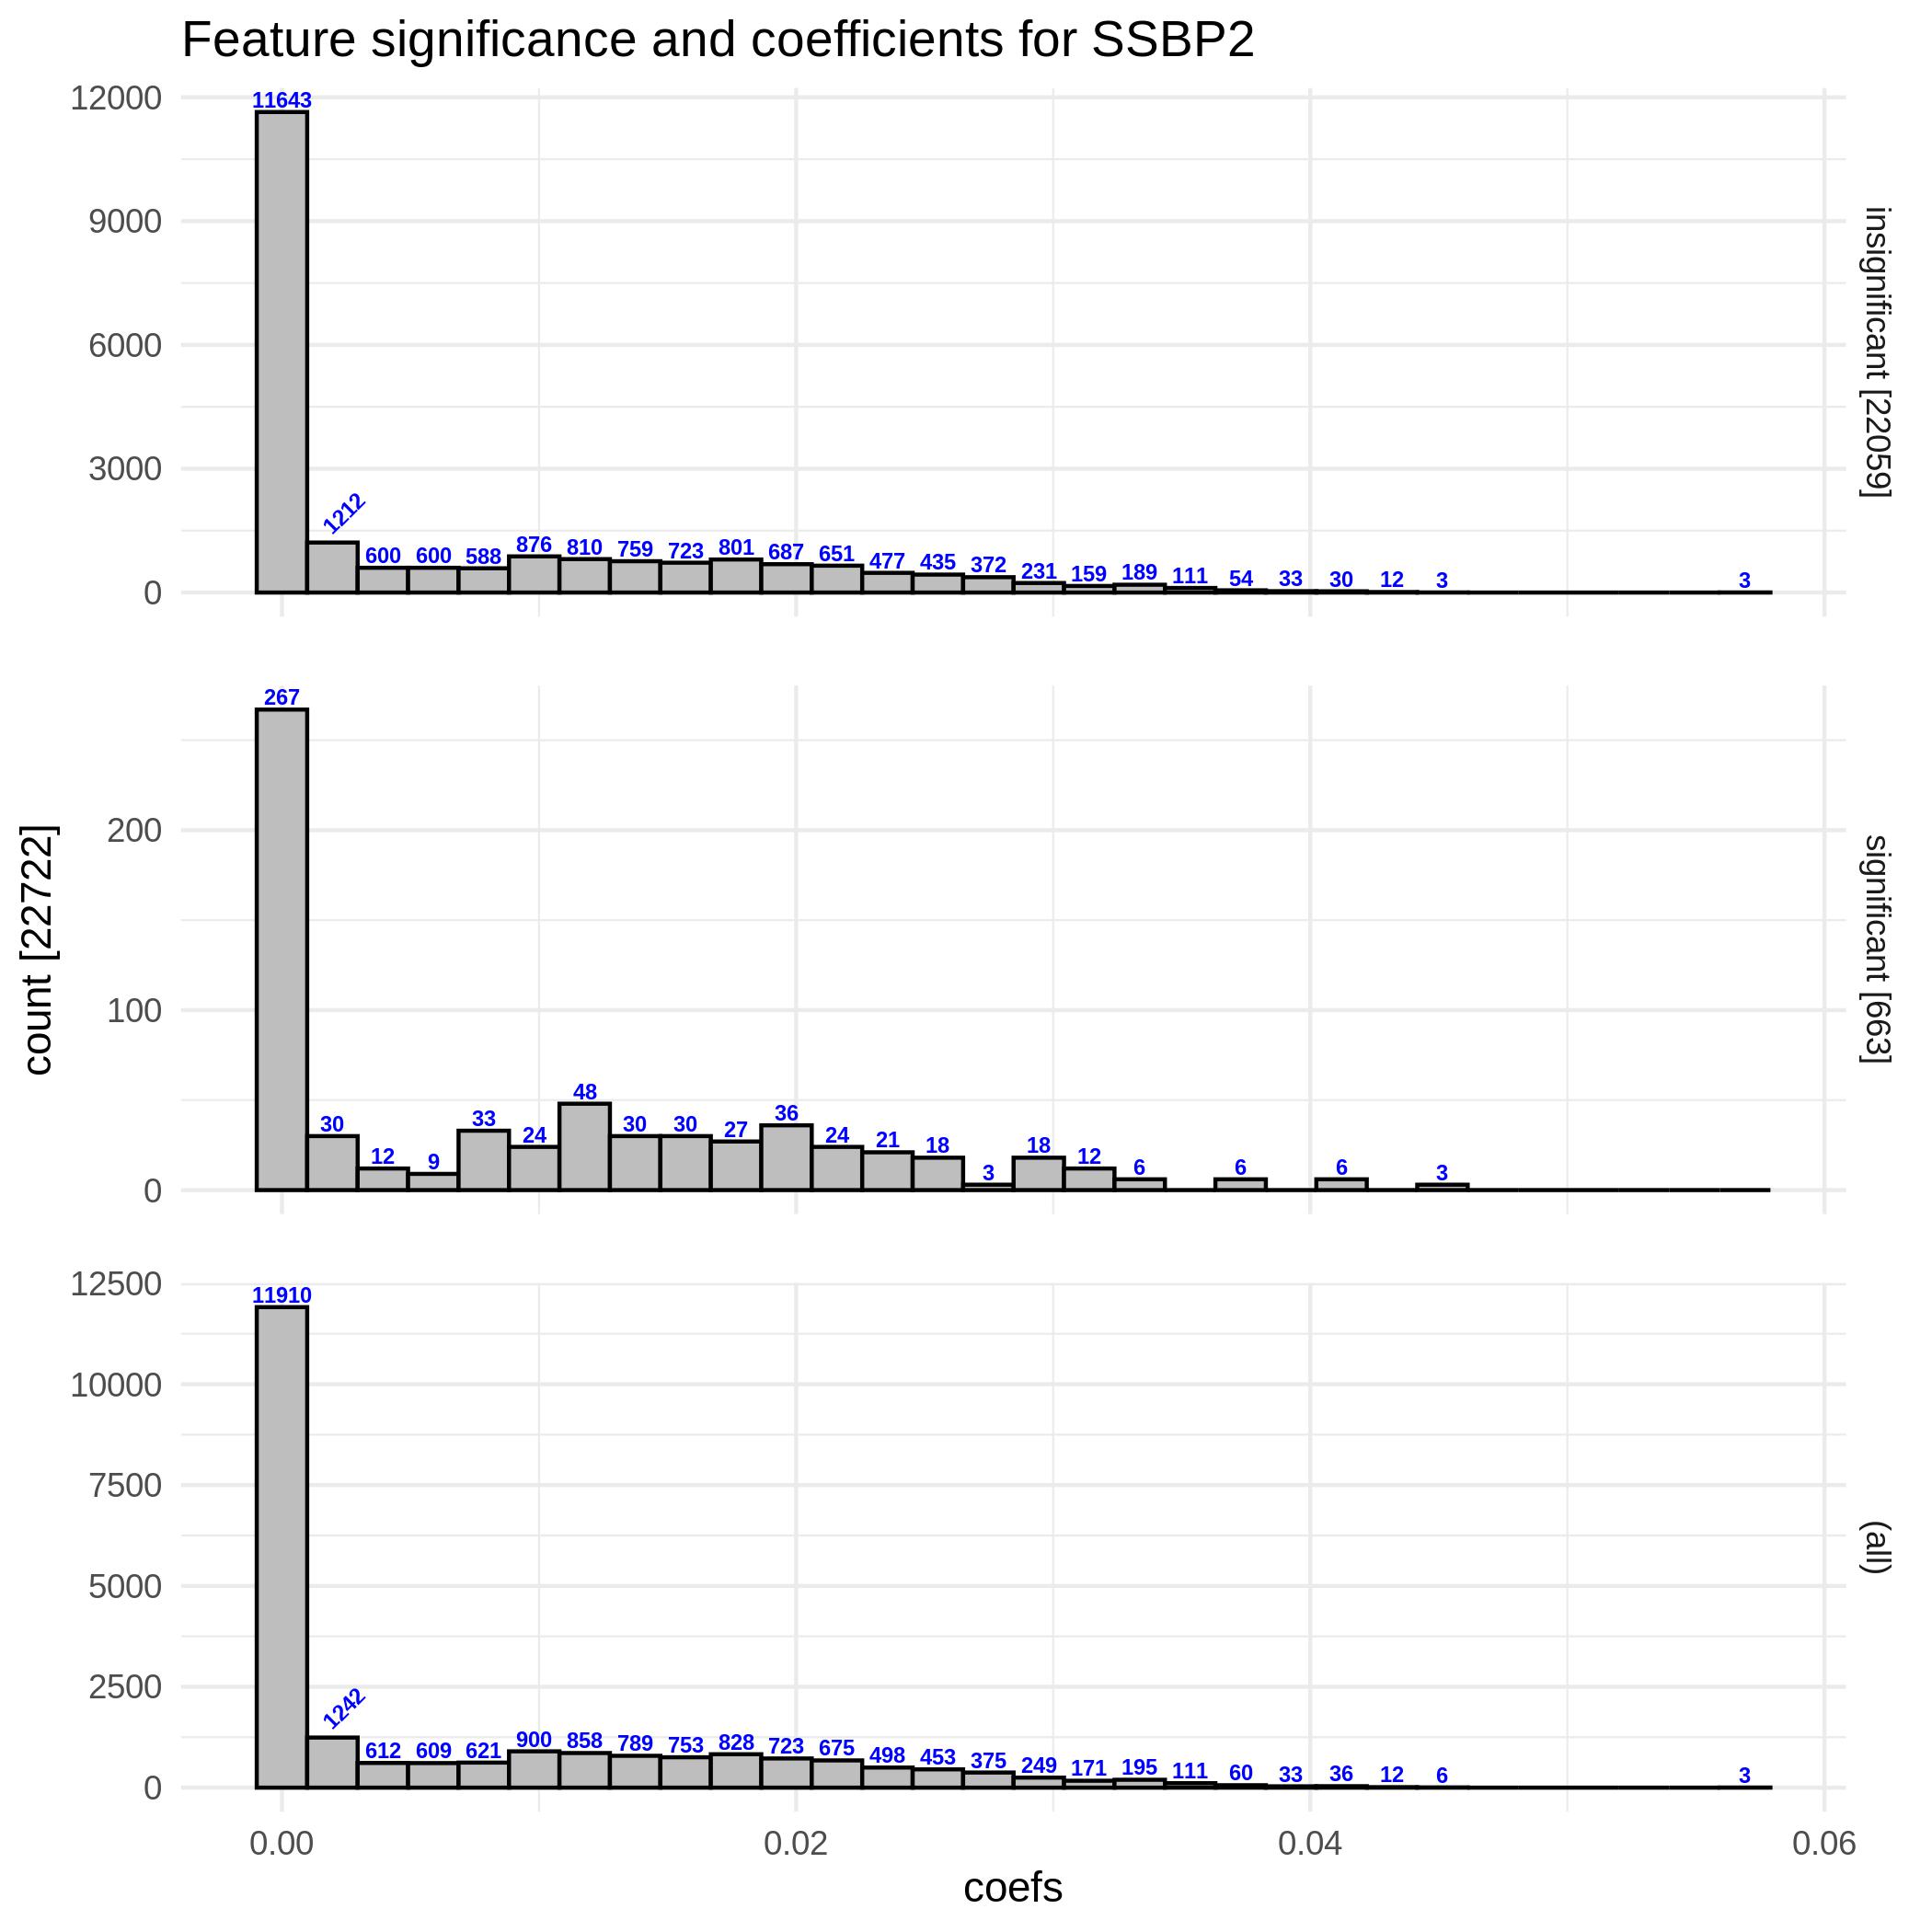 Feature significance and coefficients for SSBP2
12000
9000
6000
3000
0
11643
1212
600 600 588 876 810 759 723 801 687 651 477 435 372 231 159 189 111 54 33 30 12 3 3
insignificant [22059]
count [22722]
200
100
0
267
30 12 9 33 24 48 30 30 27 36 24 21 18 3 18 12 6 6 6 3
significant [663]
12500
10000
7500
5000
2500
0
11910
1242
612 609 621 900 858 789 753 828 723 675 498 453 375 249 171 195 111 60 33 36 12 6 3
(all)
0.00 0.02 0.04 0.06
coefs